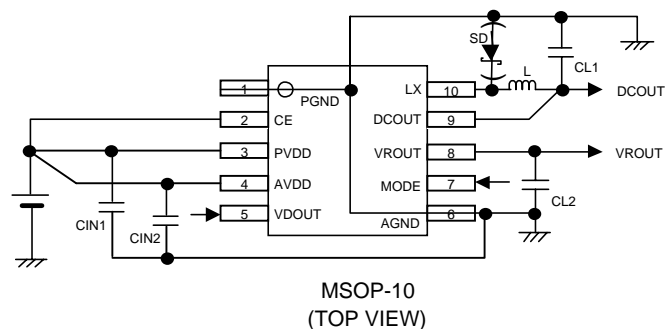 SD
CL1
L
1
PGND
LX
10
DCOUT
2
CE
DCOUT
9
3
PVDD
VROUT
8
VROUT
4
AVDD
MODE
7
5
VDOUT
AGND
6
CL2
CIN1
CIN2
MSOP-10
(TOP VIEW)